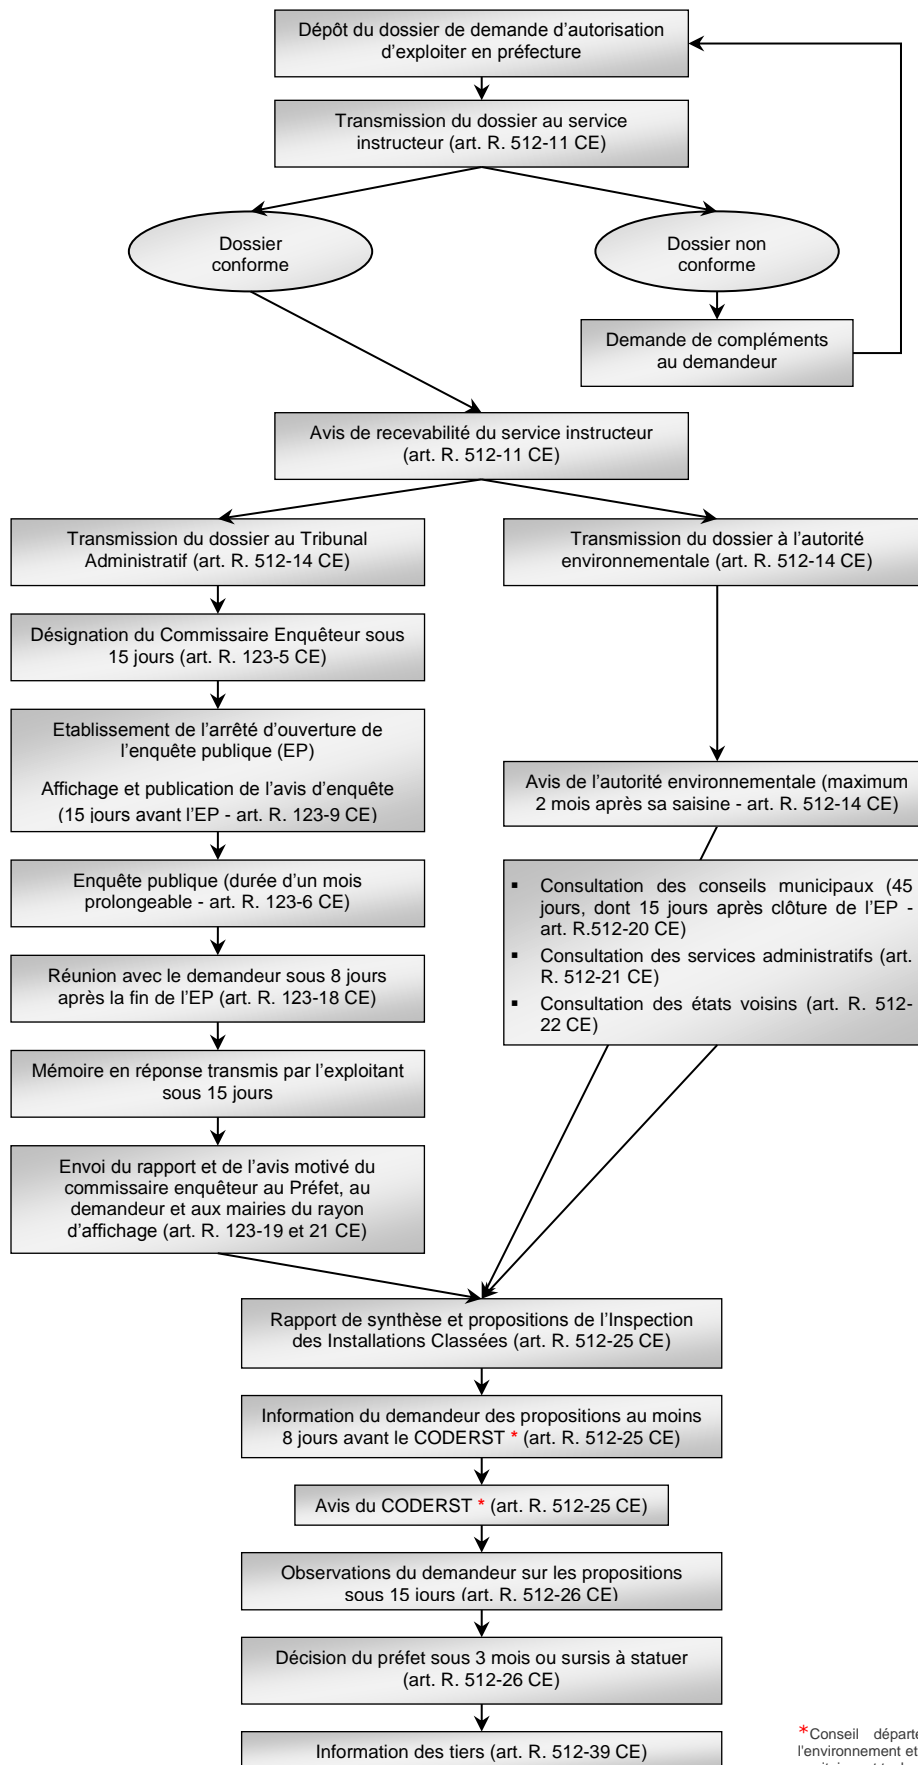 Dépôt du dossier de demande d'autorisation
d'exploiter en préfecture
Transmission du dossier au service
instructeur (art. R. 512-11 CE)
Dossier
conforme
Dossier non
conforme
Demande de compléments
au demandeur
Avis de recevabilité du service instructeur
(art. R. 512-11 CE)
Transmission du dossier au Tribunal
Administratif (art. R. 512-14 CE)
Transmission du dossier à l'autorité
environnementale (art. R. 512-14 CE)
Désignation du Commissaire Enquêteur sous
15 jours (art. R. 123-5 CE)
Etablissement de l'arrêté d'ouverture de
l'enquête publique (EP)
Affichage et publication de l'avis d'enquête
(15 jours avant l'EP - art. R. 123-9 CE)
Avis de l'autorité environnementale (maximum
2 mois après sa saisine - art. R. 512-14 CE)
Enquête publique (durée d'un mois
prolongeable - art. R. 123-6 CE)
▪ Consultation des conseils municipaux (45
jours, dont 15 jours après clôture de l'EP -
art. R.512-20 CE)
▪ Consultation des services administratifs (art.
R. 512-21 CE)
▪ Consultation des états voisins (art. R. 512-
22 CE)
Réunion avec le demandeur sous 8 jours
après la fin de l'EP (art. R. 123-18 CE)
Mémoire en réponse transmis par l'exploitant
sous 15 jours
Envoi du rapport et de l'avis motivé du
commissaire enquêteur au Préfet, au
demandeur et aux mairies du rayon
d'affichage (art. R. 123-19 et 21 CE)
Rapport de synthèse et propositions de l'Inspection
des Installations Classées (art. R. 512-25 CE)
Information du demandeur des propositions au moins
8 jours avant le CODERST * (art. R. 512-25 CE)
Avis du CODERST * (art. R. 512-25 CE)
Observations du demandeur sur les propositions
sous 15 jours (art. R. 512-26 CE)
Décision du préfet sous 3 mois ou sursis à statuer
(art. R. 512-26 CE)
Information des tiers (art. R. 512-39 CE)
*Conseil départe
l'environnement et